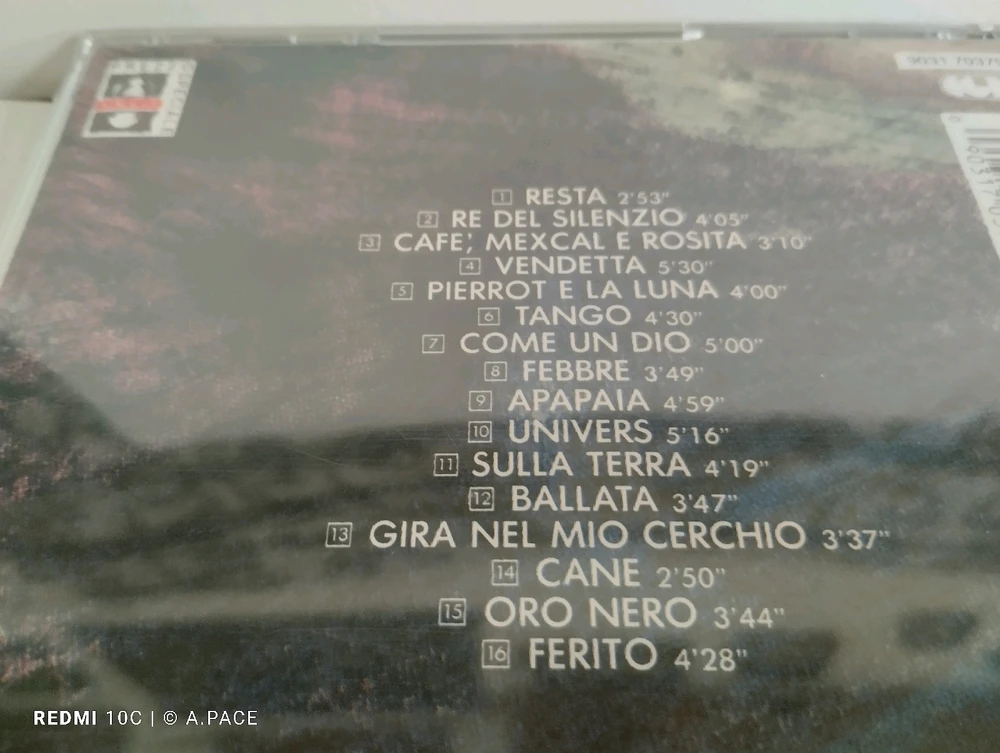 1 RESTA 2'53"
2 RE DEL SILENZIO 4'05"
3 CAFE', MEXCAL E ROSITA 3'10"
4 VENDETTA 5'30"
5 PIERROT E LA LUNA 4'00"
6 TANGO 4'30"
7 COME UN DIO 5'00"
8 FEBBRE 3'49"
9 APAPAIA 4'59"
10 UNIVERS 5'16"
11 SULLA TERRA 4'19"
12 BALLATA 3'47"
13 GIRA NEL MIO CERCHIO 3'37"
14 CANE 2'50"
15 ORO NERO 3'44"
16 FERITO 4'28"
REDMI 10C | © A.PACE